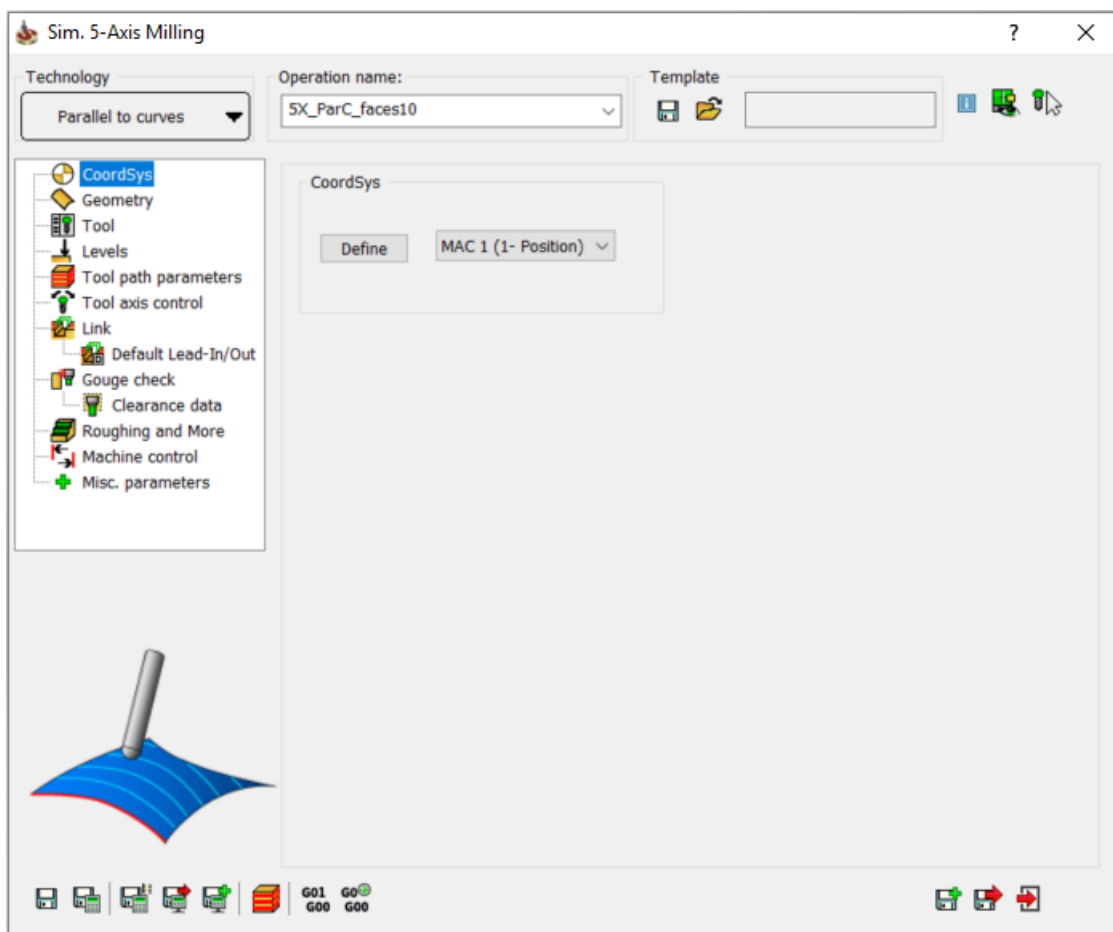 Sim. 5-Axis Milling
?
Technology
Operation name:
Template
Parallel to curves
5X_ParC_faces10
CoordSys
Geometry
Tool
Levels
Tool path parameters
Tool axis control
Link
Default Lead-In/Out
Gouge check
Clearance data
Roughing and More
Machine control
Misc. parameters
CoordSys
Define
MAC 1 (1- Position)
G01 G0
G00 G00